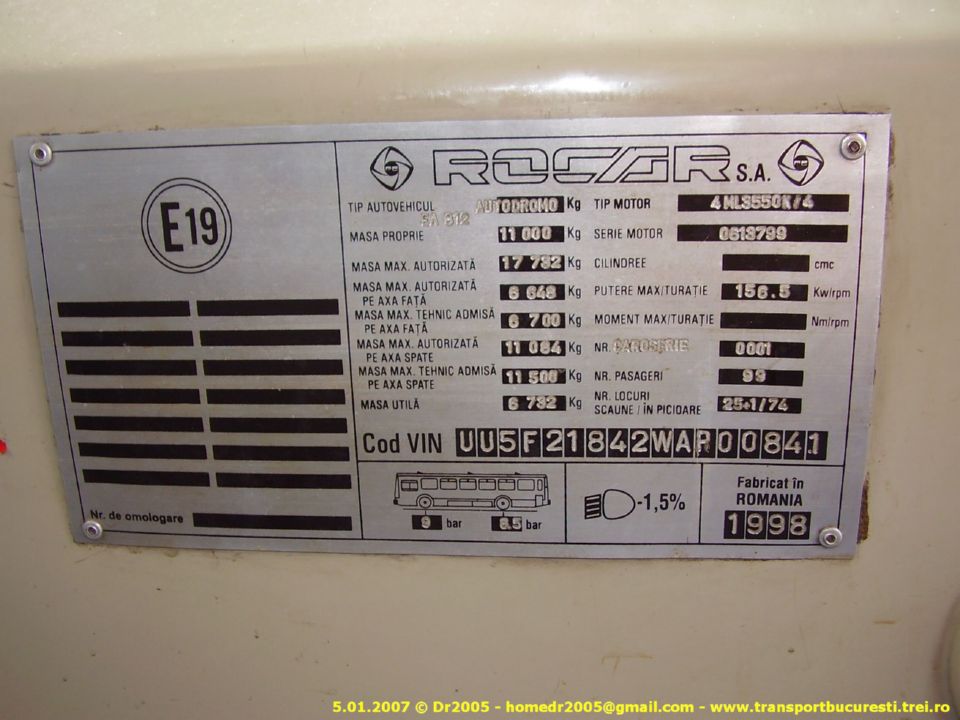 ROCAR S.A.
E19
TIP AUTOVEHICUL AUTODROMO Kg TIP MOTOR 4MLS550K/4
EA 812
MASA PROPRIE 11 000 Kg SERIE MOTOR 0613799
MASA MAX. AUTORIZATĂ 17 732 Kg CILINDREE cmc
MASA MAX. AUTORIZATĂ PE AXA FAȚĂ 6 648 Kg PUTERE MAX/TURAȚIE 156.5 Kw/rpm
MASA MAX. TEHNIC ADMISĂ PE AXA FAȚĂ 6 700 Kg MOMENT MAX/TURAȚIE Nm/rpm
MASA MAX. AUTORIZATĂ PE AXA SPATE 11 084 Kg NR. CAROSERIE 0001
MASA MAX. TEHNIC ADMISĂ PE AXA SPATE 11 500 Kg NR. PASAGERI 99
MASA UTILĂ 6 732 Kg NR. LOCURI SCAUNE / ÎN PICIOARE 25+1/74
Cod VIN UU5F21842WAR00841
Nr. de omologare
9 bar 8.5 bar
-1,5%
Fabricat în
ROMANIA
1998
5.01.2007 © Dr2005 - homedr2005@gmail.com - www.transportbucuresti.trei.ro